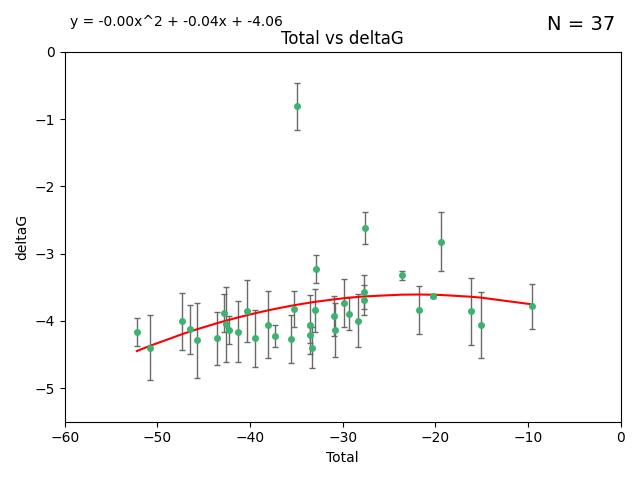 y = -0.00x^2 + -0.04x + -4.06
N = 37
Total vs deltaG
0
−1
−2
−3
−4
−5
deltaG
−60 −50 −40 −30 −20 −10 0
Total